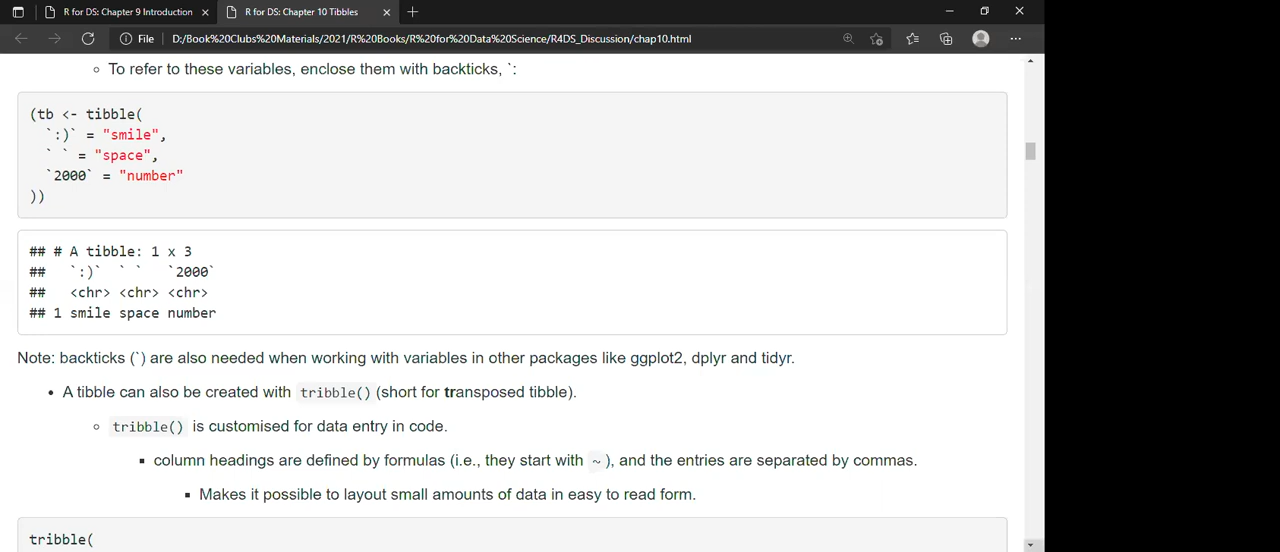 R for DS: Chapter 9 Introduction
R for DS: Chapter 10 Tibbles
File D:/Book%20Clubs%20Materials/2021/R%20Books/R%20for%20Data%20Science/R4DS_Discussion/chap10.html
To refer to these variables, enclose them with backticks, `:
(tb <- tibble(
`:)` = "smile",
` ` = "space",
`2000` = "number"
))
## # A tibble: 1 x 3
## `:)` ` ` `2000`
## <chr> <chr> <chr>
## 1 smile space number
Note: backticks (`) are also needed when working with variables in other packages like ggplot2, dplyr and tidyr.
A tibble can also be created with tribble() (short for transposed tibble).
tribble() is customised for data entry in code.
column headings are defined by formulas (i.e., they start with ~ ), and the entries are separated by commas.
Makes it possible to layout small amounts of data in easy to read form.
tribble(